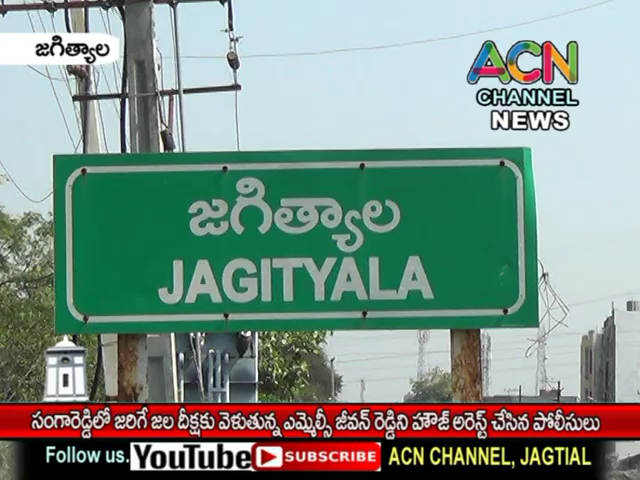 జగిత్యాల
ACN
CHANNEL
NEWS
జగిత్యాల
JAGITYALA
సంగారెడ్డిలో జరిగే జల దీక్షకు వెళుతున్న ఎమ్మెల్సీ జీవన్ రెడ్డిని హౌజ్ అరెస్ట్ చేసిన పోలీసులు
Follow us. YouTube SUBSCRIBE ACN CHANNEL, JAGTIAL